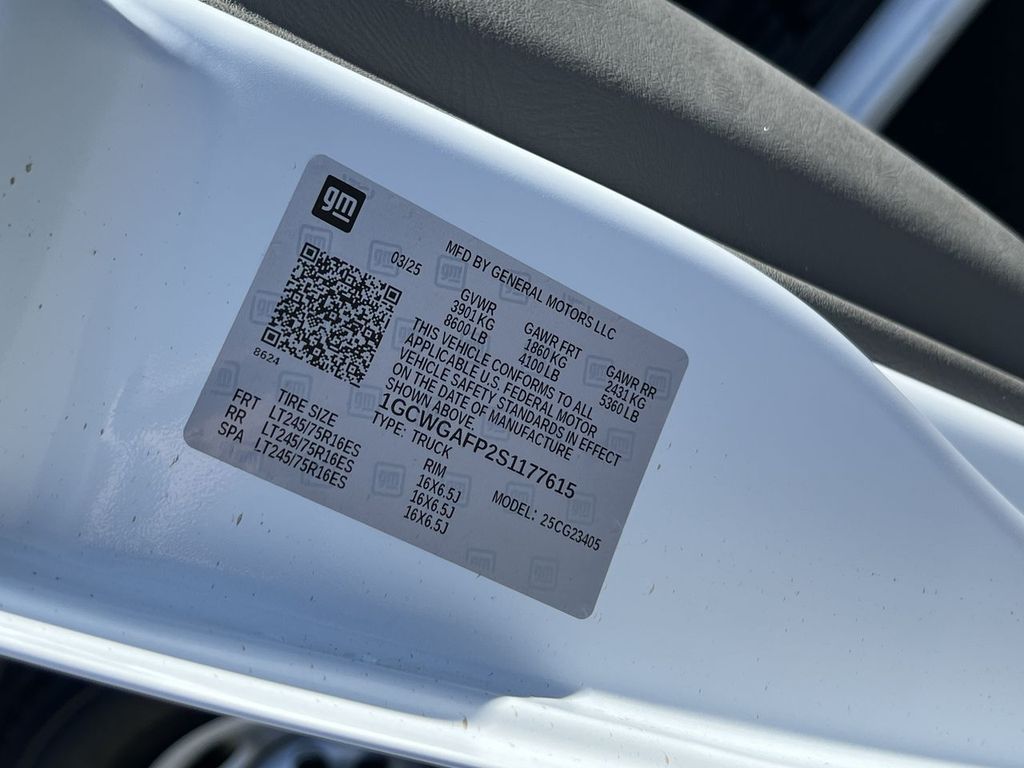 gm
MFD BY GENERAL MOTORS LLC
03/25
GVWR GAWR FRT GAWR RR
3901KG 1860 KG 2431 KG
8600 LB 4100 LB 5360 LB
THIS VEHICLE CONFORMS TO ALL
APPLICABLE U.S. FEDERAL MOTOR
VEHICLE SAFETY STANDARDS IN EFFECT
ON THE DATE OF MANUFACTURE
SHOWN ABOVE.
8624
1GCWGAFP2S1177615
TYPE: TRUCK MODEL: 25CG23405
TIRE SIZE RIM
FRT LT245/75R16ES 16X6.5J
RR LT245/75R16ES 16X6.5J
SPA LT245/75R16ES 16X6.5J